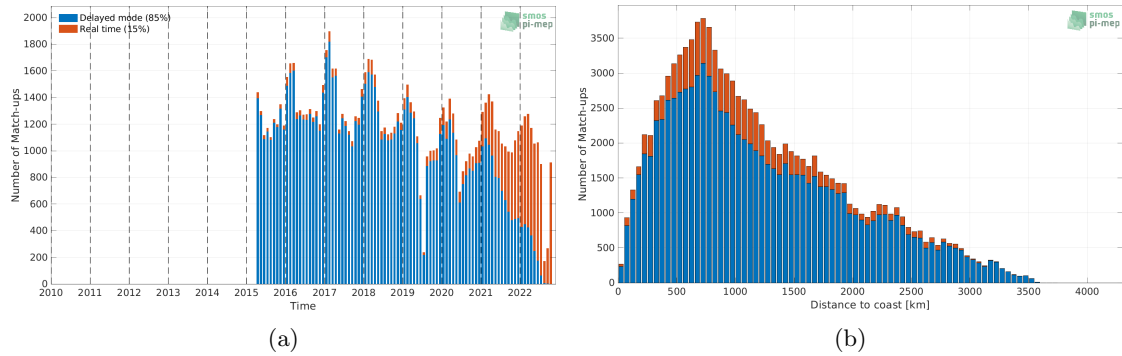 Delayed mode (85%)
Real time (15%)
smos
pi-mep
Number of Match-ups
2000
1800
1600
1400
1200
1000
800
600
400
200
0
2010 2011 2012 2013 2014 2015 2016 2017 2018 2019 2020 2021 2022
Time
(a)
smos
pi-mep
Number of Match-ups
3500
3000
2500
2000
1500
1000
500
0
0 500 1000 1500 2000 2500 3000 3500 4000
Distance to coast [km]
(b)